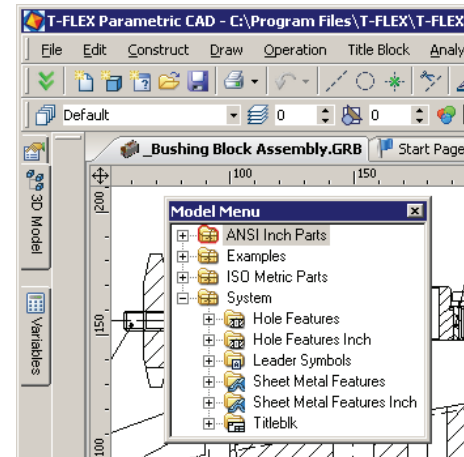 T-FLEX Parametric CAD - C:\Program Files\T-FLEX\T-FLEX
File Edit Construct Draw Operation Title Block Analy
Default 0 0
_Bushing Block Assembly.GRB Start Page
100 150
200
3D Model
Model Menu
ANSI Inch Parts
Examples
ISO Metric Parts
System
Hole Features
Hole Features Inch
Leader Symbols
Sheet Metal Features
Sheet Metal Features Inch
Titleblk
150
Variables
100